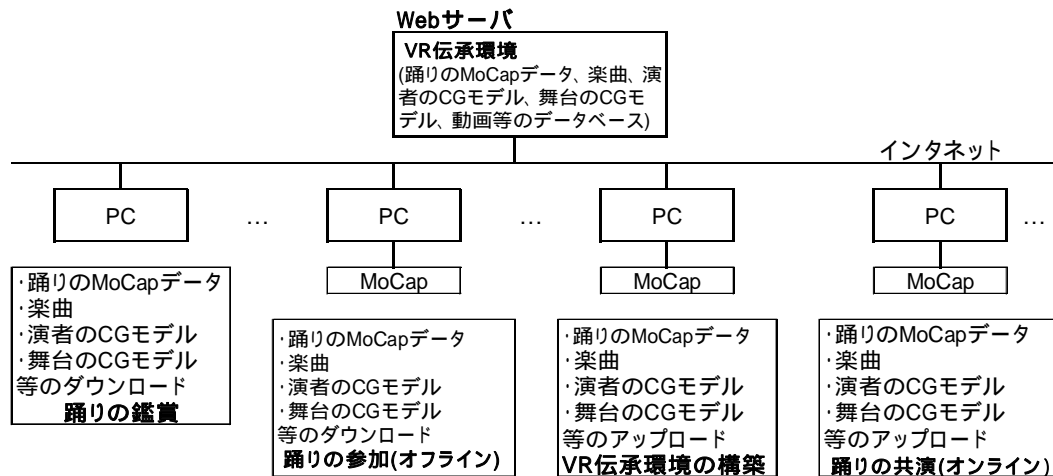 Webサーバ
VR伝承環境
(踊りのMoCapデータ、楽曲、演
者のCGモデル、舞台のCGモ
デル、動画等のデータベース)
インタネット
PC … PC … PC PC …
MoCap MoCap MoCap
・踊りのMoCapデータ
・楽曲
・演者のCGモデル
・舞台のCGモデル
等のダウンロード
踊りの鑑賞
・踊りのMoCapデータ
・楽曲
・演者のCGモデル
・舞台のCGモデル
等のダウンロード
踊りの参加(オフライン)
・踊りのMoCapデータ
・楽曲
・演者のCGモデル
・舞台のCGモデル
等のアップロード
VR伝承環境の構築
・踊りのMoCapデータ
・楽曲
・演者のCGモデル
・舞台のCGモデル
等のアップロード
踊りの共演(オンライン)